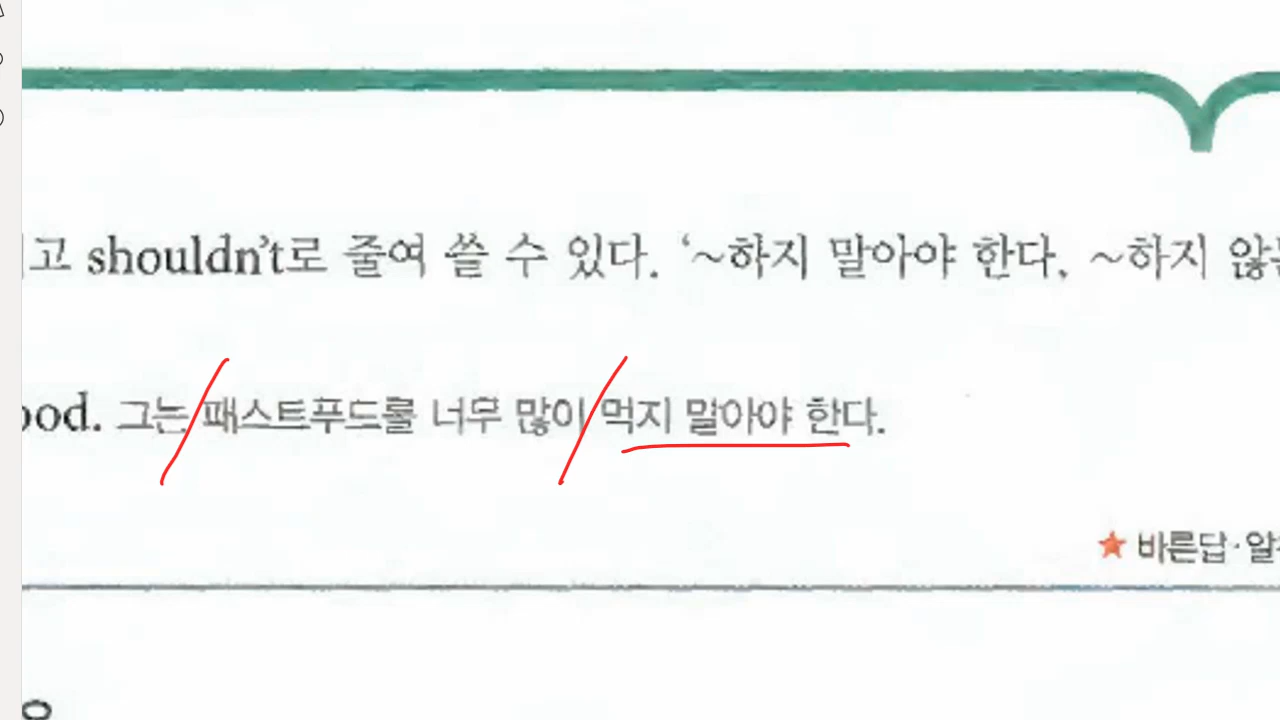 고 shouldn't로 줄여 쓸 수 있다. '~하지 말아야 한다, ~하지
그는 패스트푸드를 너무 많이 먹지 말아야 한다.
★ 바른답·알